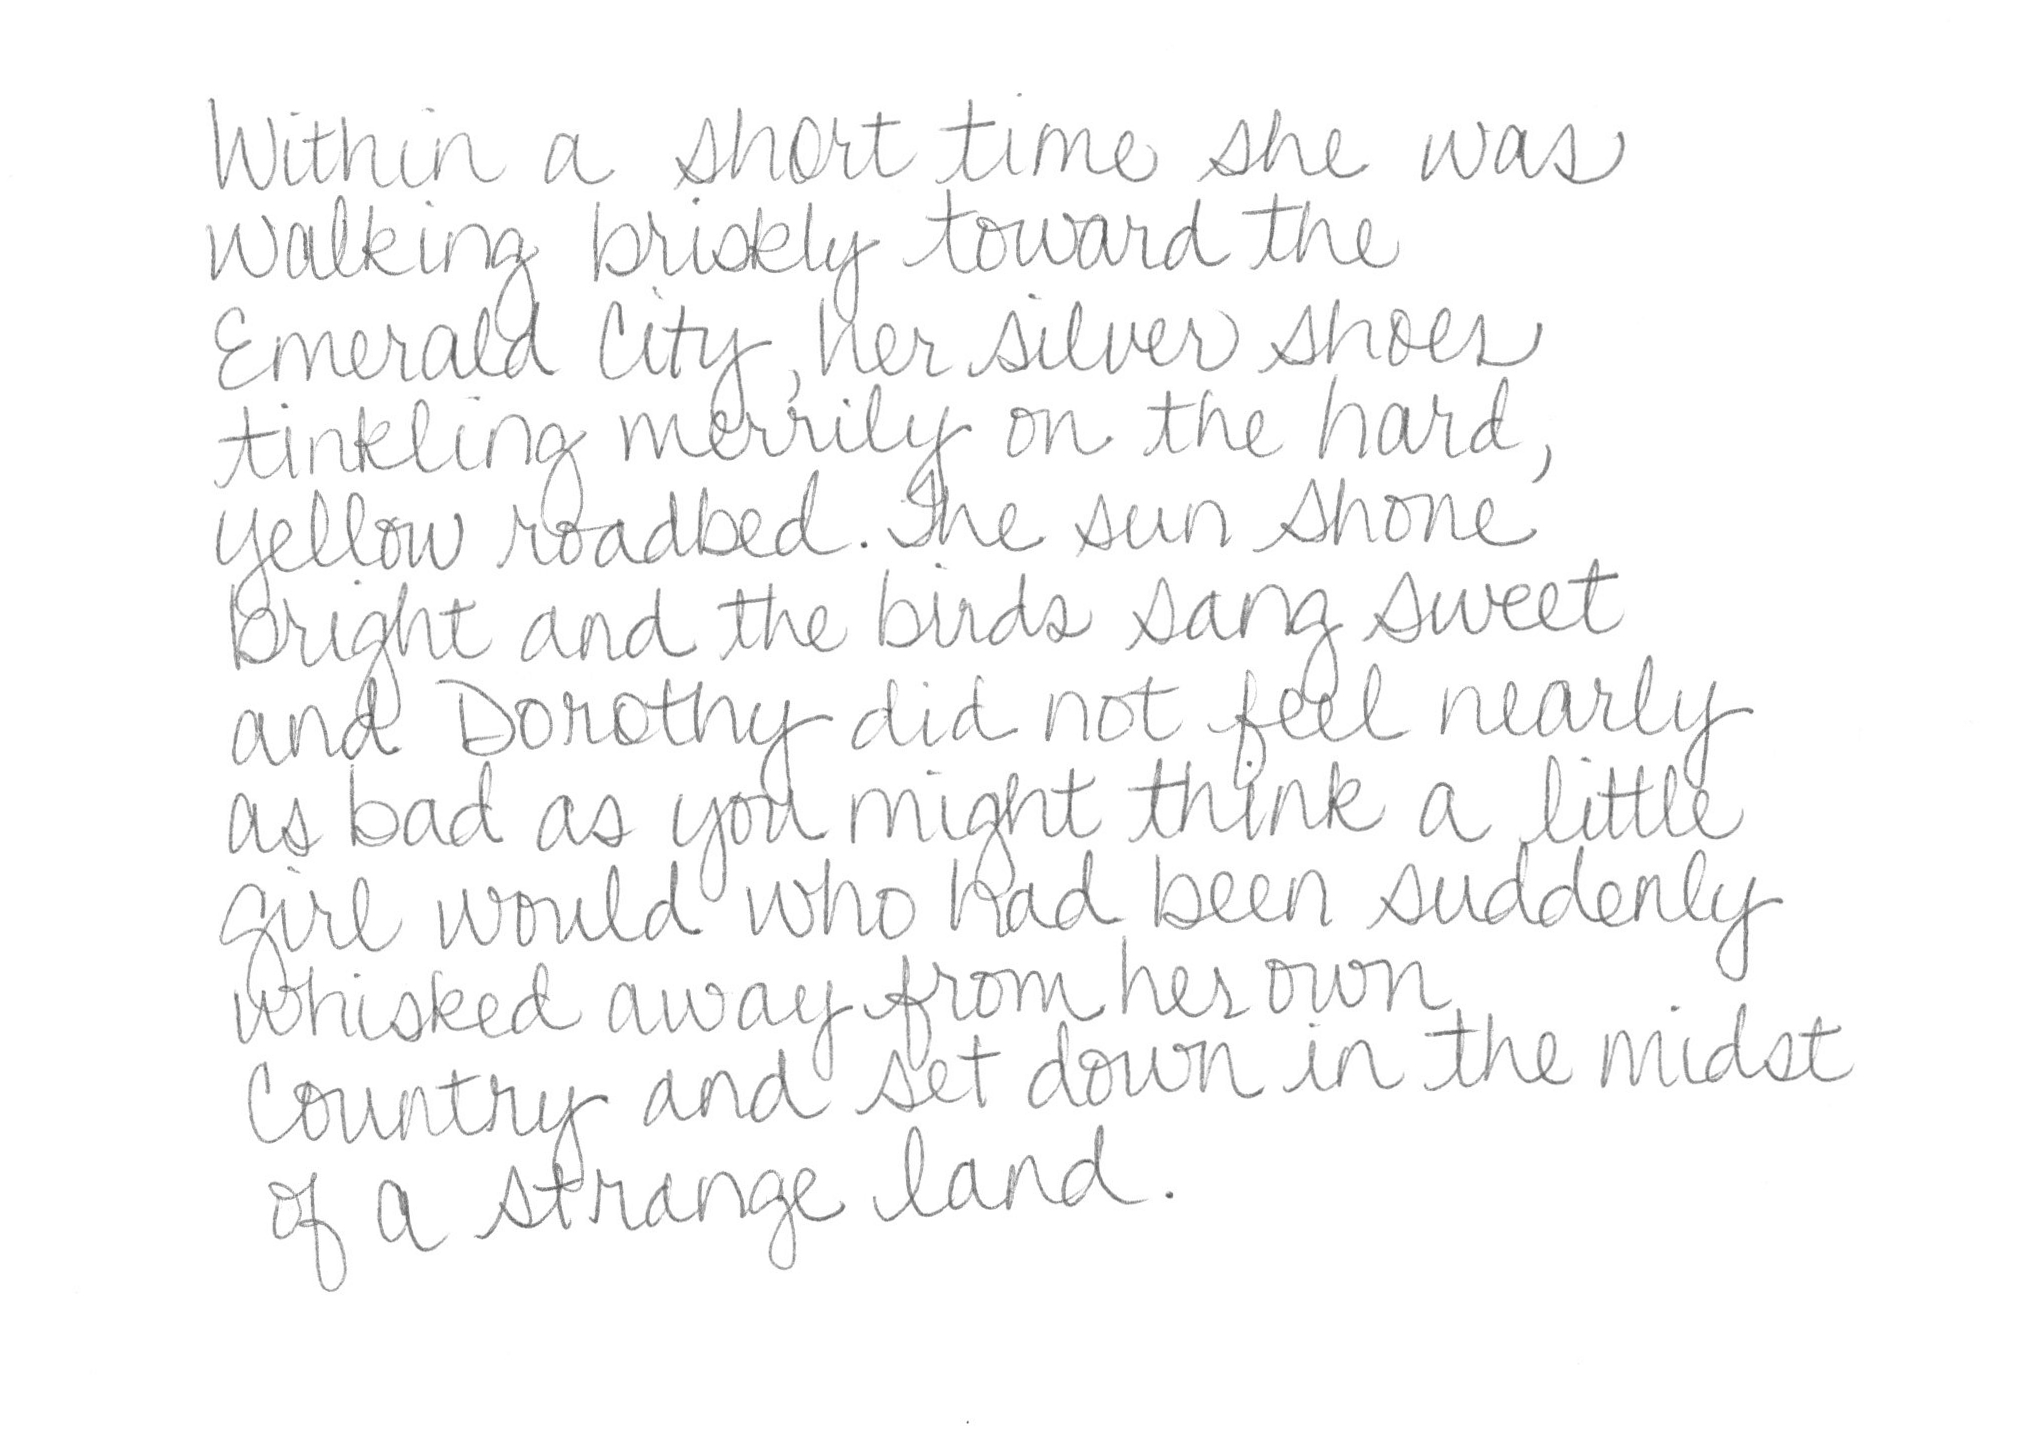 Within a short time she was
walking briskly toward the
Emerald City, her silver shoes
tinkling merrily on the hard,
yellow roadbed. The sun shone
bright and the birds sang sweet
and Dorothy did not feel nearly
as bad as you might think a little
girl would who had been suddenly
whisked away from her own
country and set down in the midst
of a strange land.